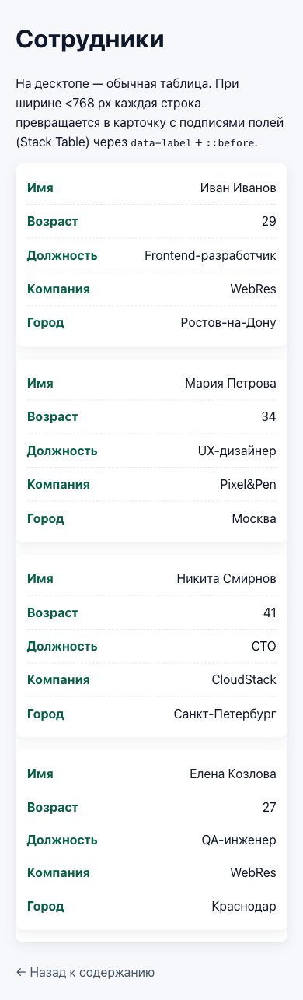 Сотрудники
На десктопе — обычная таблица. При
ширине <768 px каждая строка
превращается в карточку с подписями полей
(Stack Table) через data-label + ::before.
Имя Иван Иванов
Возраст 29
Должность Frontend-разработчик
Компания WebRes
Город Ростов-на-Дону
Имя Мария Петрова
Возраст 34
Должность UX-дизайнер
Компания Pixel&Pen
Город Москва
Имя Никита Смирнов
Возраст 41
Должность CTO
Компания CloudStack
Город Санкт-Петербург
Имя Елена Козлова
Возраст 27
Должность QA-инженер
Компания WebRes
Город Краснодар
← Назад к содержанию